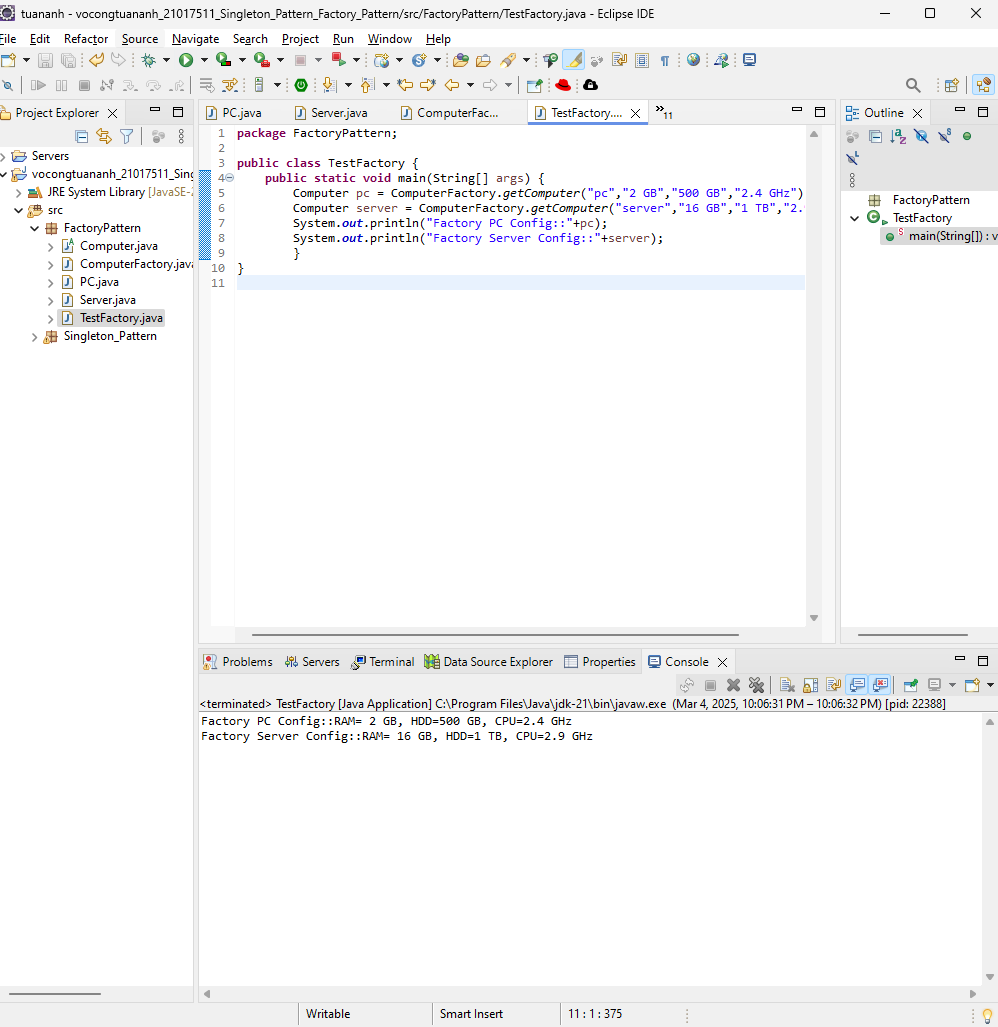 tuananh - vocongtuananh_21017511_Singleton_Pattern_Factory_Pattern/src/FactoryPattern/TestFactory.java - Eclipse IDE
File Edit Refactor Source Navigate Search Project Run Window Help
Project Explorer
Servers
vocongtuananh_21017511_Sing
JRE System Library [JavaSE-2
src
FactoryPattern
Computer.java
ComputerFactory.java
PC.java
Server.java
TestFactory.java
Singleton_Pattern
PC.java Server.java ComputerFac... TestFactory.... »11
1 package FactoryPattern;
2
3 public class TestFactory {
4 public static void main(String[] args) {
5 Computer pc = ComputerFactory.getComputer("pc","2 GB","500 GB","2.4 GHz")
6 Computer server = ComputerFactory.getComputer("server","16 GB","1 TB","2.
7 System.out.println("Factory PC Config::"+pc);
8 System.out.println("Factory Server Config::"+server);
9 }
10 }
11
Outline
FactoryPattern
TestFactory
main(String[]) : v
Problems Servers Terminal Data Source Explorer Properties Console
<terminated> TestFactory [Java Application] C:\Program Files\Java\jdk-21\bin\javaw.exe (Mar 4, 2025, 10:06:31 PM – 10:06:32 PM) [pid: 22388]
Factory PC Config::RAM= 2 GB, HDD=500 GB, CPU=2.4 GHz
Factory Server Config::RAM= 16 GB, HDD=1 TB, CPU=2.9 GHz
Writable Smart Insert 11 : 1 : 375